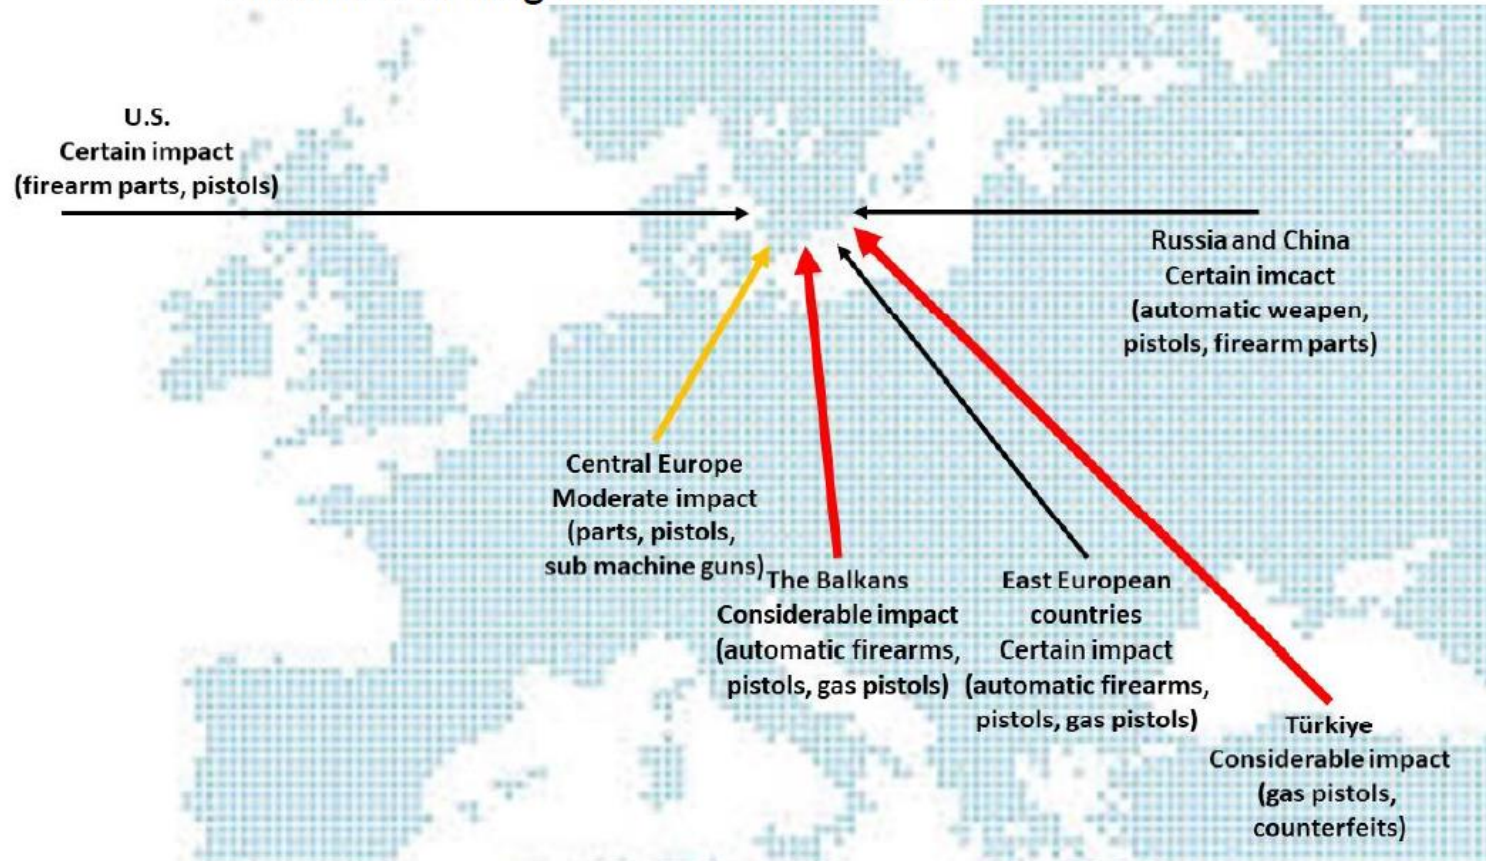 U.S.
Certain impact
(firearm parts, pistols)
Russia and China
Certain imcact
(automatic weapen,
pistols, firearm parts)
Central Europe
Moderate impact
(parts, pistols,
sub machine guns)
The Balkans
Considerable impact
(automatic firearms,
pistols, gas pistols)
East European
countries
Certain impact
(automatic firearms,
pistols, gas pistols)
Türkiye
Considerable impact
(gas pistols,
counterfeits)